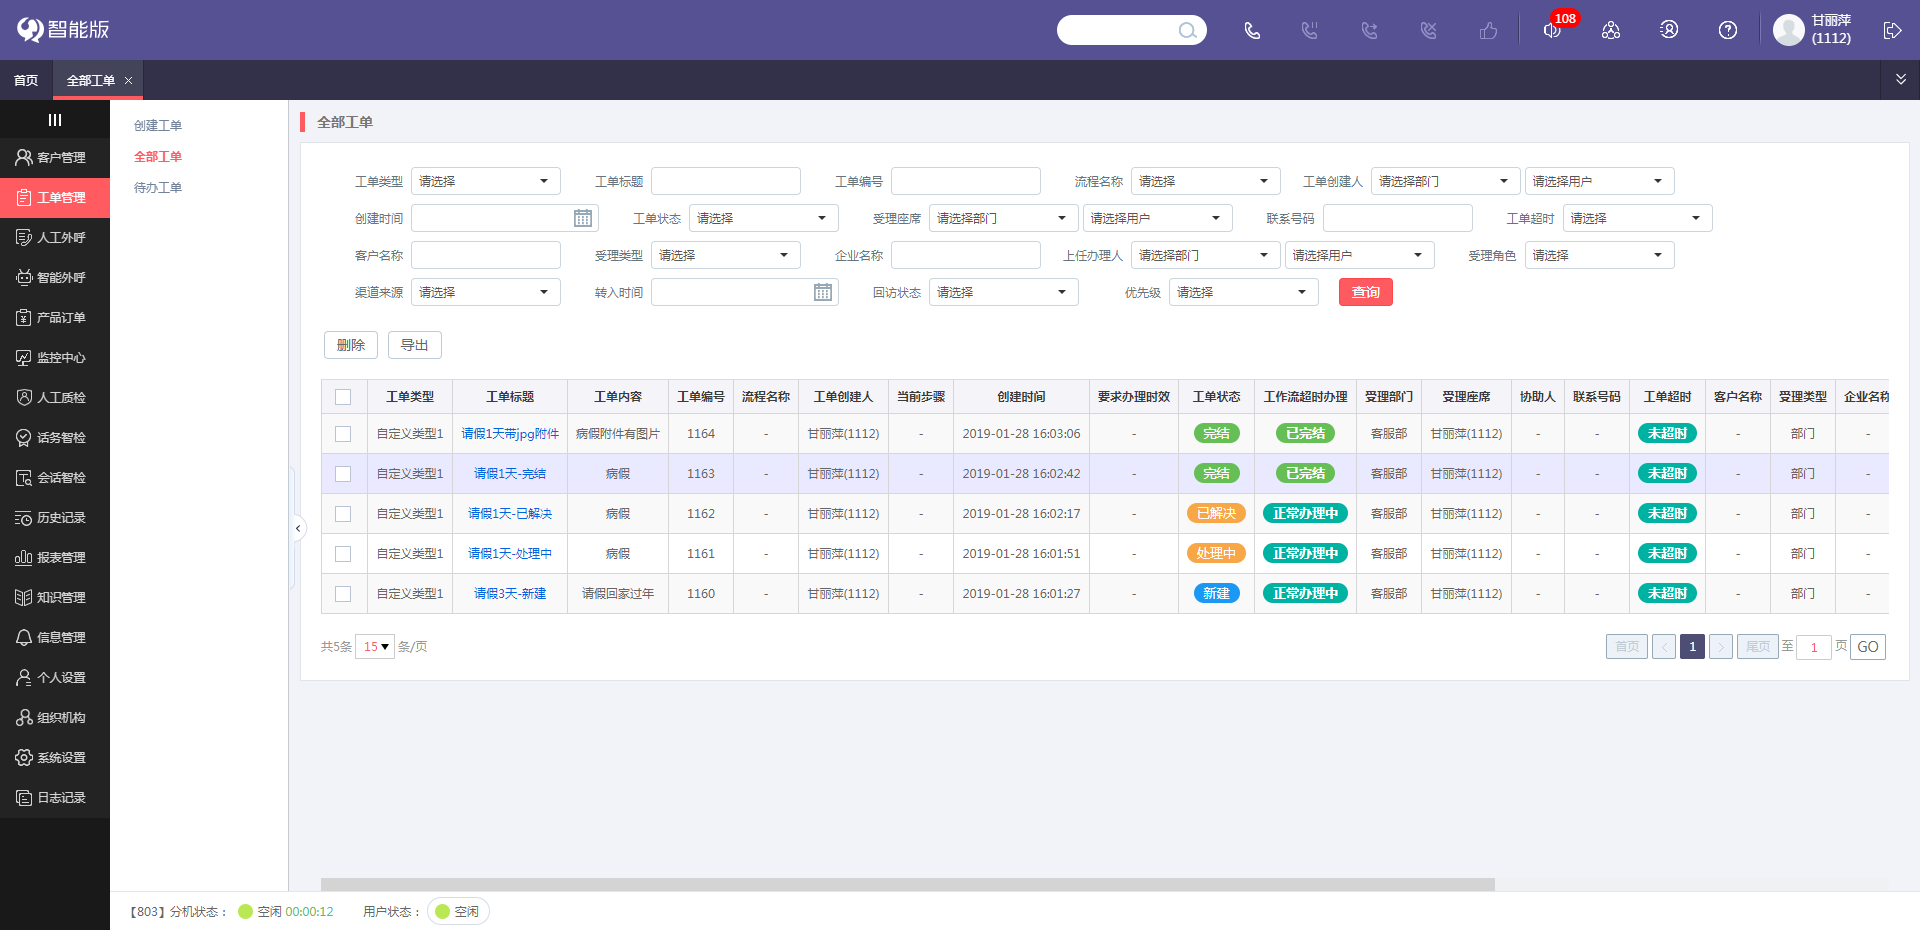 智能版
108
甘丽萍
(1112)
首页
全部工单
客户管理
工单管理
人工外呼
智能外呼
产品订单
监控中心
人工质检
话务智检
会话智检
历史记录
报表管理
知识管理
信息管理
个人设置
组织机构
系统设置
日志记录
创建工单
全部工单
待办工单
全部工单
工单类型 请选择 工单标题 工单编号 流程名称 请选择 工单创建人 请选择部门 请选择用户
创建时间 工单状态 请选择 受理座席 请选择部门 请选择用户 联系号码 工单超时 请选择
客户名称 受理类型 请选择 企业名称 上任办理人 请选择部门 请选择用户 受理角色 请选择
渠道来源 请选择 转入时间 回访状态 请选择 优先级 请选择 查询
删除 导出
工单类型 工单标题 工单内容 工单编号 流程名称 工单创建人 当前步骤 创建时间 要求办理时效 工单状态 工作流超时办理 受理部门 受理座席 协助人 联系号码 工单超时 客户名称 受理类型 企业名称
自定义类型1 请假1天带jpg附件 病假附件有图片 1164 - 甘丽萍(1112) - 2019-01-28 16:03:06 - 完结 已完结 客服部 甘丽萍(1112) - - 未超时 - 部门 -
自定义类型1 请假1天-完结 病假 1163 - 甘丽萍(1112) - 2019-01-28 16:02:42 - 完结 已完结 客服部 甘丽萍(1112) - - 未超时 - 部门 -
自定义类型1 请假1天-已解决 病假 1162 - 甘丽萍(1112) - 2019-01-28 16:02:17 - 已解决 正常办理中 客服部 甘丽萍(1112) - - 未超时 - 部门 -
自定义类型1 请假1天-处理中 病假 1161 - 甘丽萍(1112) - 2019-01-28 16:01:51 - 处理中 正常办理中 客服部 甘丽萍(1112) - - 未超时 - 部门 -
自定义类型1 请假3天-新建 请假回家过年 1160 - 甘丽萍(1112) - 2019-01-28 16:01:27 - 新建 正常办理中 客服部 甘丽萍(1112) - - 未超时 - 部门 -
共5条 15 条/页 首页 < 1 > 尾页 至 1 页 GO
【803】分机状态： 空闲 00:00:12 用户状态： 空闲